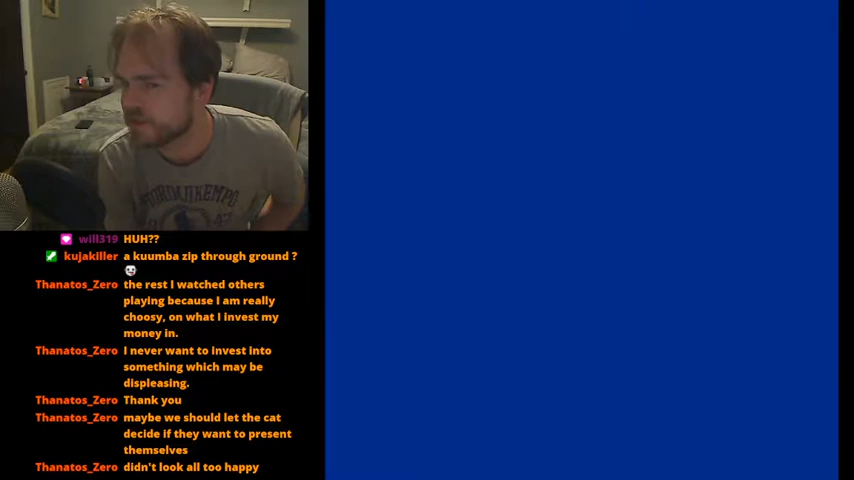 will319 HUH??
kujakiller a kuumba zip through ground ?
Thanatos_Zero the rest I watched others
playing because I am really
choosy, on what I invest my
money in.
Thanatos_Zero I never want to invest into
something which may be
displeasing.
Thanatos_Zero Thank you
Thanatos_Zero maybe we should let the cat
decide if they want to present
themselves
Thanatos_Zero didn't look all too happy